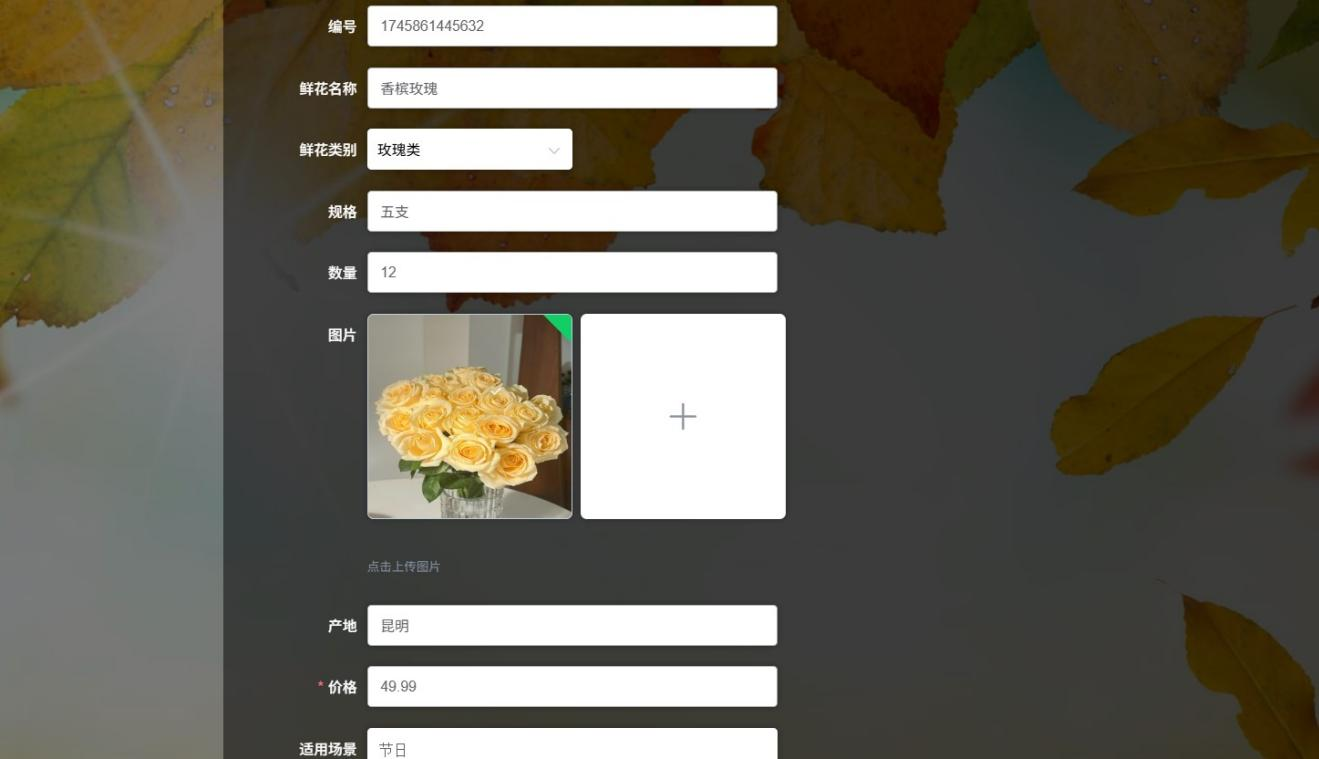 编号 1745861445632
鲜花名称 香槟玫瑰
鲜花类别 玫瑰类
规格 五支
数量 12
图片
点击上传图片
产地 昆明
* 价格 49.99
适用场景 节日